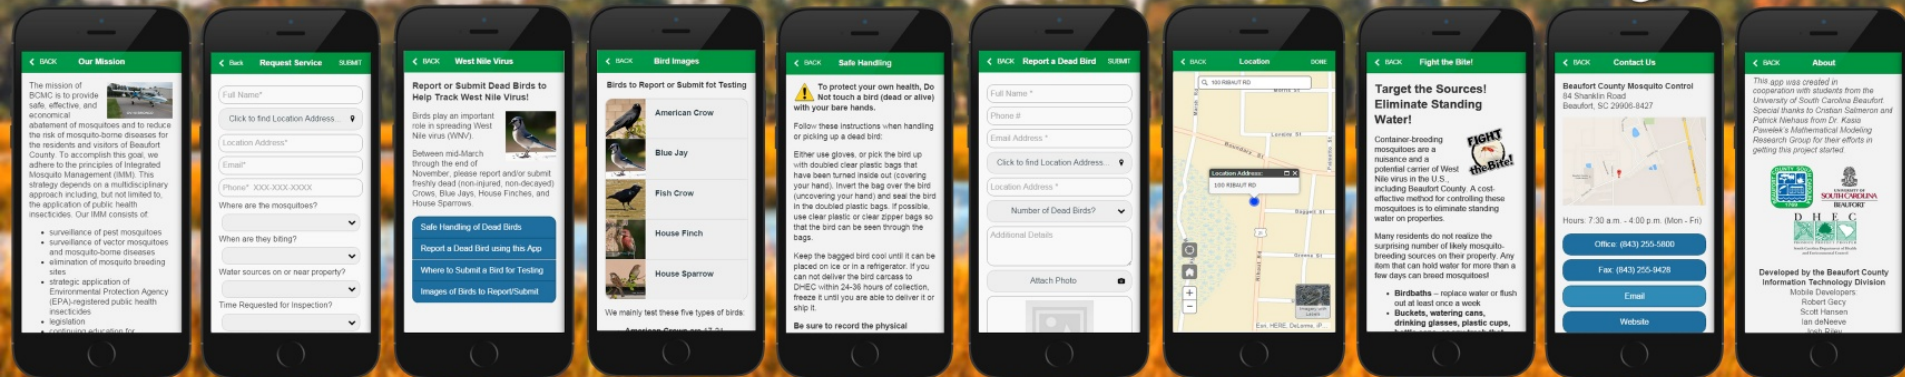 BACK
Our Mission
The mission of
BCMC is to provide
safe, effective, and
economical
abatement of mosquitoes and to reduce
the risk of mosquito-borne diseases for
the residents and visitors of Beaufort
County. To accomplish this goal, we
adhere to the principles of Integrated
Mosquito Management (IMM). This
strategy depends on a multidisciplinary
approach including, but not limited to,
the application of public health
insecticides. Our IMM consists of:
• surveillance of pest mosquitoes
• surveillance of vector mosquitoes
and mosquito-borne diseases
• elimination of mosquito breeding
sites
• strategic application of
Environmental Protection Agency
(EPA)-registered public health
insecticides
• legislation
• continuing education for
Back
Request Service
SUBMIT
Full Name*
Click to find Location Address...
Location Address*
Email*
Phone* XXX-XXX-XXXX
Where are the mosquitoes?
When are they biting?
Water sources on or near property?
Time Requested for Inspection?
BACK
West Nile Virus
Report or Submit Dead Birds to
Help Track West Nile Virus!
Birds play an important
role in spreading West
Nile virus (WNV).
Between mid-March
through the end of
November, please report and/or submit
freshly dead (non-injured, non-decayed)
Crows, Blue Jays, House Finches, and
House Sparrows.
Safe Handling of Dead Birds
Report a Dead Bird using this App
Where to Submit a Bird for Testing
Images of Birds to Report/Submit
BACK
Bird Images
Birds to Report or Submit fot Testing
American Crow
Blue Jay
Fish Crow
House Finch
House Sparrow
We mainly test these five types of birds:
BACK
Safe Handling
To protect your own health, Do
Not touch a bird (dead or alive)
with your bare hands.
Follow these instructions when handling
or picking up a dead bird:
Either use gloves, or pick the bird up
with doubled clear plastic bags that
have been turned inside out (covering
your hand). Invert the bag over the bird
(uncovering your hand) and seal the bird
in the doubled plastic bags. If possible,
use clear plastic or clear zipper bags so
that the bird can be seen through the
bags.
Keep the bagged bird cool until it can be
placed on ice or in a refrigerator. If you
can not deliver the bird carcass to
DHEC within 24-36 hours of collection,
freeze it until you are able to deliver it or
ship it.
Be sure to record the physical
BACK
Report a Dead Bird
SUBMIT
Full Name *
Phone #
Email Address *
Click to find Location Address...
Location Address *
Number of Dead Birds?
Additional Details
Attach Photo
BACK
Location
DONE
100 RIBAUT RD
Boundary St
Location Address:
100 RIBAUT RD
Ribaut Rd
Greene St
Esri, HERE, DeLorme, iP...
BACK
Fight the Bite!
Target the Sources!
Eliminate Standing
Water!
Container-breeding
mosquitoes are a
nuisance and a
potential carrier of West
Nile virus in the U.S.,
including Beaufort County. A cost-
effective method for controlling these
mosquitoes is to eliminate standing
water on properties.
FIGHT
the Bite!
Many residents do not realize the
surprising number of likely mosquito-
breeding sources on their property. Any
item that can hold water for more than a
few days can breed mosquitoes!
• Birdbaths – replace water or flush
out at least once a week
• Buckets, watering cans,
drinking glasses, plastic cups,
BACK
Contact Us
Beaufort County Mosquito Control
84 Shanklin Road
Beaufort, SC 29906-8427
Hours: 7:30 a.m. - 4:00 p.m. (Mon - Fri)
Office: (843) 255-5800
Fax: (843) 255-9428
Email
Website
BACK
About
This app was created in
cooperation with students from the
University of South Carolina Beaufort.
Special thanks to Cristian Salmeron and
Patrick Niehaus from Dr. Kasia
Pawelek's Mathematical Modeling
Research Group for their efforts in
getting this project started.
UNIVERSITY OF
SOUTH CAROLINA
BEAUFORT
D H E C
Developed by the Beaufort County
Information Technology Division
Mobile Developers:
Robert Gecy
Scott Hansen
Ian deNeeve
Josh Riley